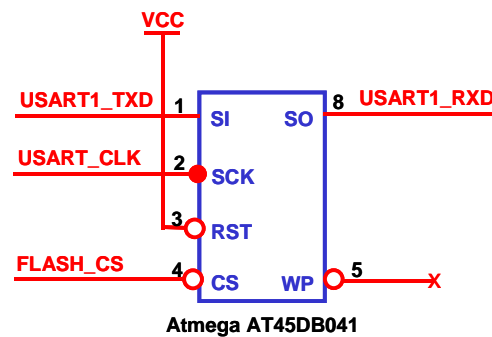 VCC
USART1_TXD 1 SI SO 8 USART1_RXD
USART_CLK 2 SCK
3 RST
FLASH_CS 4 CS WP 5 X
Atmega AT45DB041